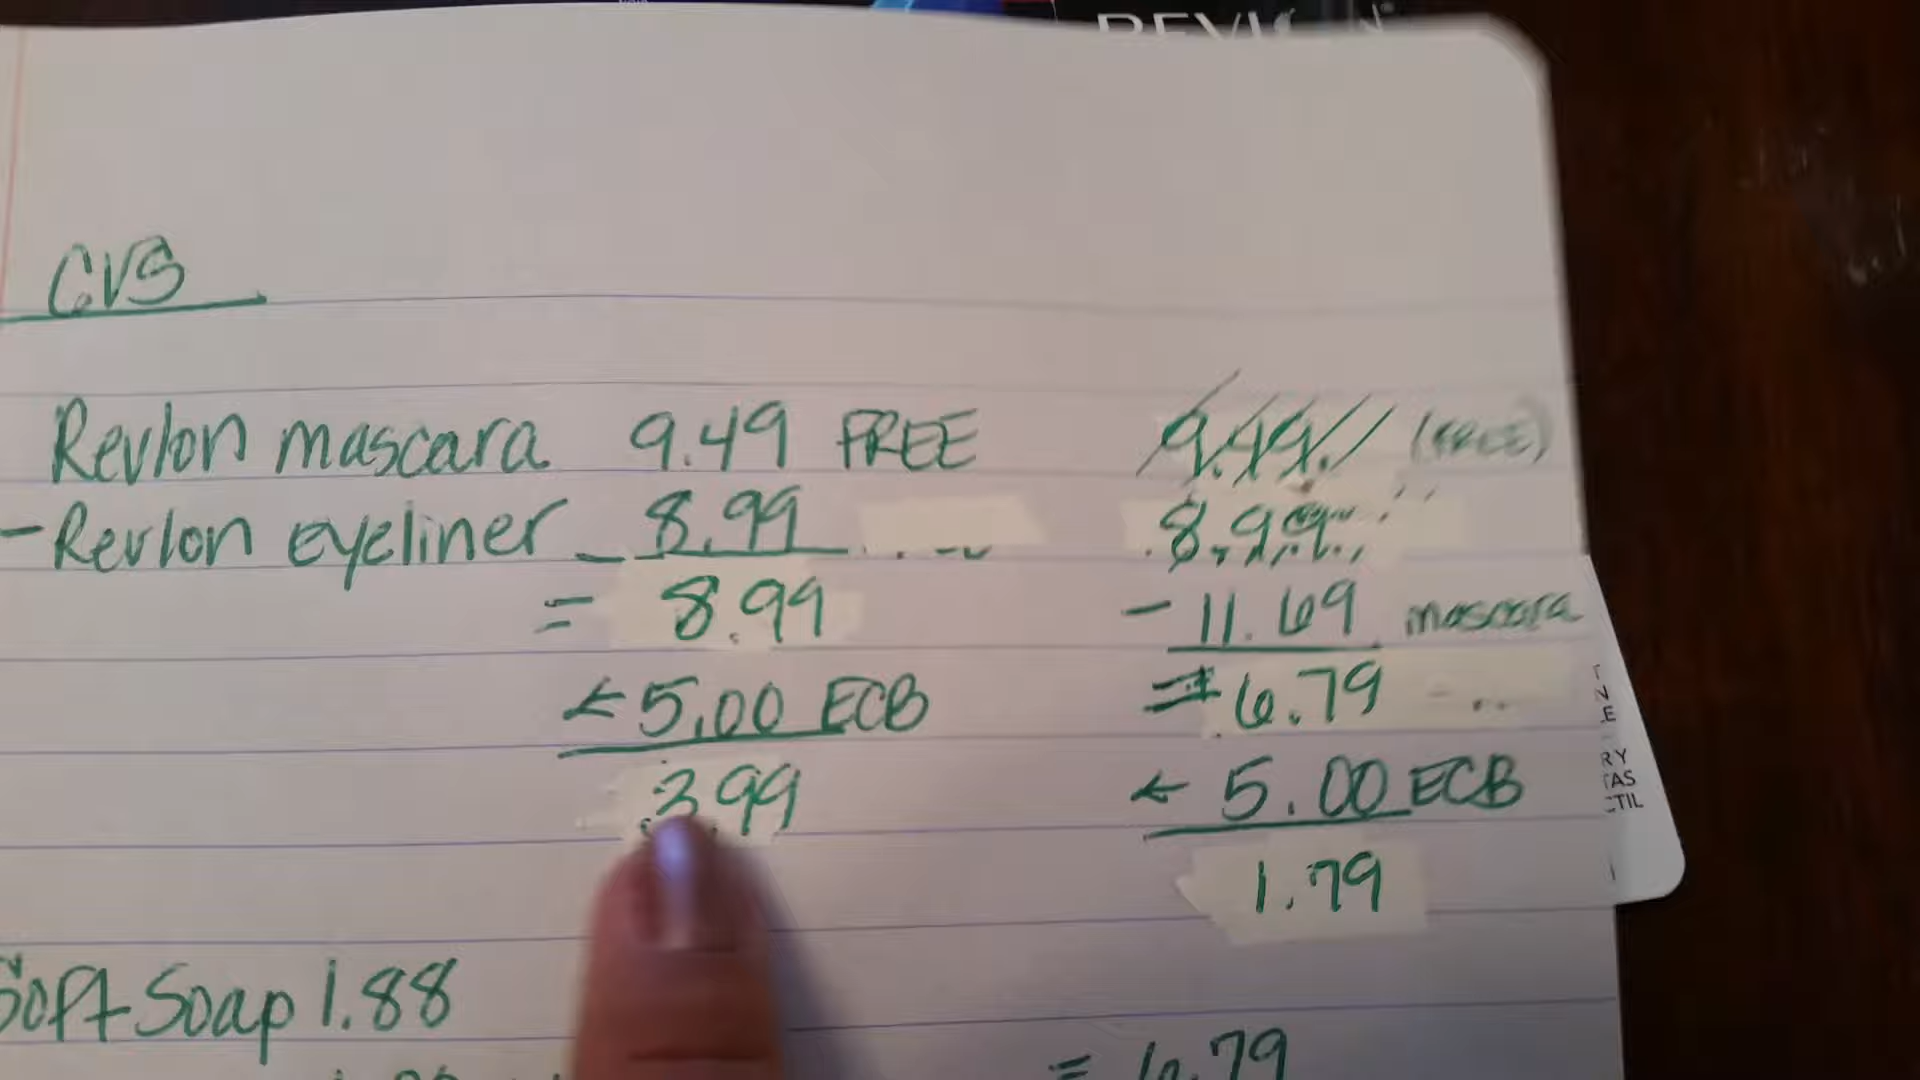 REVLON
CVS
Revlon mascara 9.49 FREE
- Revlon eyeliner - 8.99
= 8.99
← 5.00 ECB
3.99
9.49 (FREE)
8.99
- 11.69 mascara
= 6.79
← 5.00 ECB
1.79
Soft Soap 1.88
= 6.79